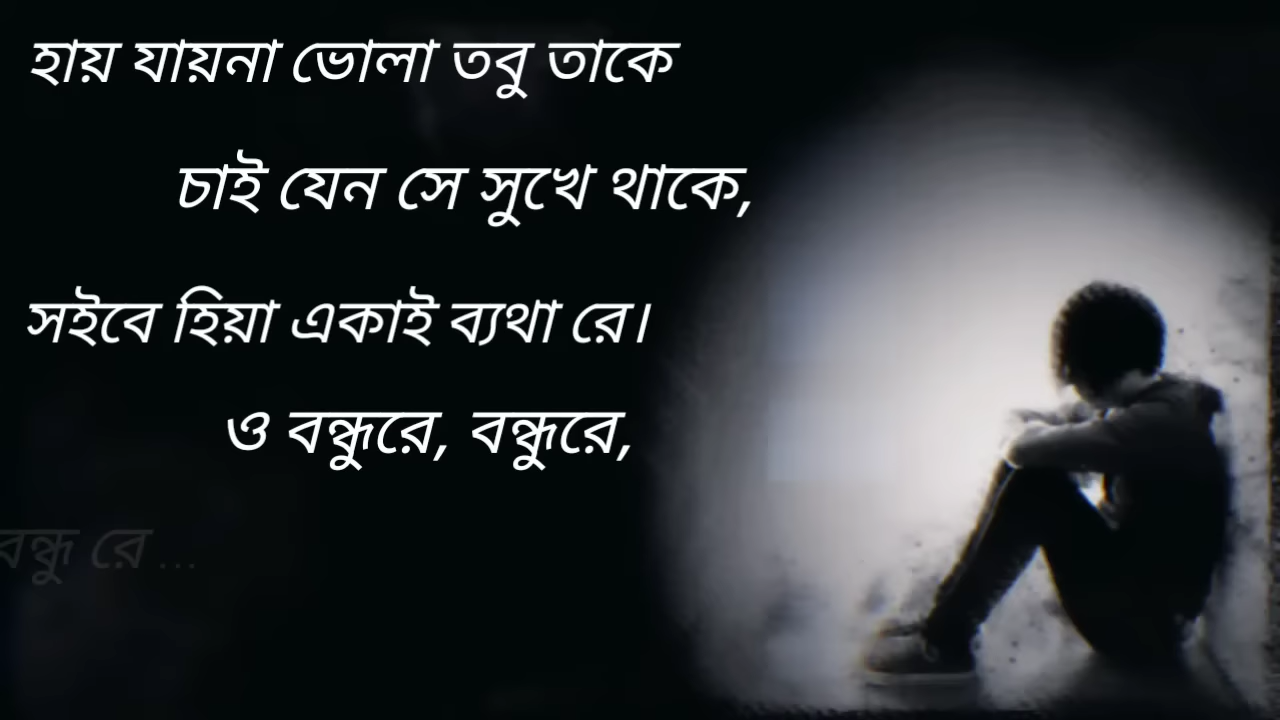 হায় যায়না ভোলা তবু তাকে
চাই যেন সে সুখে থাকে,
সইবে হিয়া একাই ব্যথা রে।
ও বন্ধুরে, বন্ধুরে,
বন্ধু রে ...